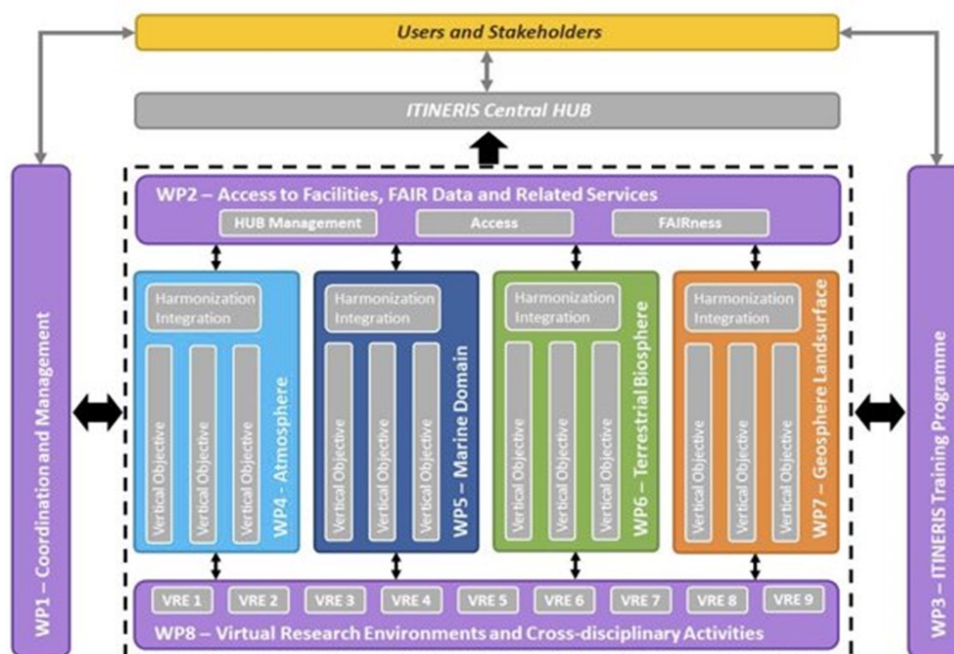 Users and Stakeholders
ITINERIS Central HUB
WP1 – Coordination and Management
WP2 – Access to Facilities, FAIR Data and Related Services
HUB Management
Access
FAIRness
Harmonization
Integration
Vertical Objective
Vertical Objective
Vertical Objective
WP4 - Atmosphere
Harmonization
Integration
Vertical Objective
Vertical Objective
Vertical Objective
WP5 – Marine Domain
Harmonization
Integration
Vertical Objective
Vertical Objective
Vertical Objective
WP6 – Terrestrial Biosphere
Harmonization
Integration
Vertical Objective
Vertical Objective
Vertical Objective
WP7 – Geosphere Landsurface
VRE 1
VRE 2
VRE 3
VRE 4
VRE 5
VRE 6
VRE 7
VRE 8
VRE 9
WP8 – Virtual Research Environments and Cross-disciplinary Activities
WP3 – ITINERIS Training Programme